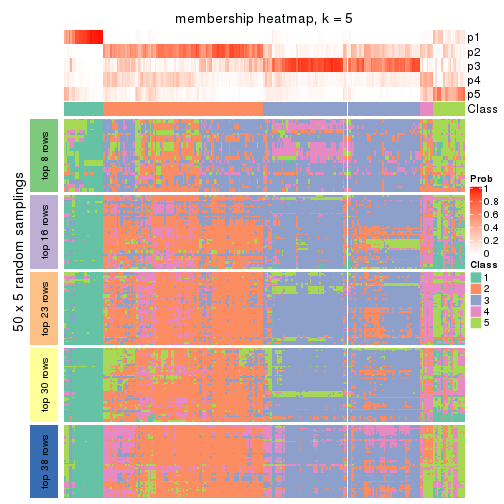 membership heatmap, k = 5
p1
p2
p3
p4
p5
Class
50 x 5 random samplings
top 8 rows
top 16 rows
top 23 rows
top 30 rows
top 38 rows
Prob
1
0.8
0.6
0.4
0.2
0
Class
1
2
3
4
5